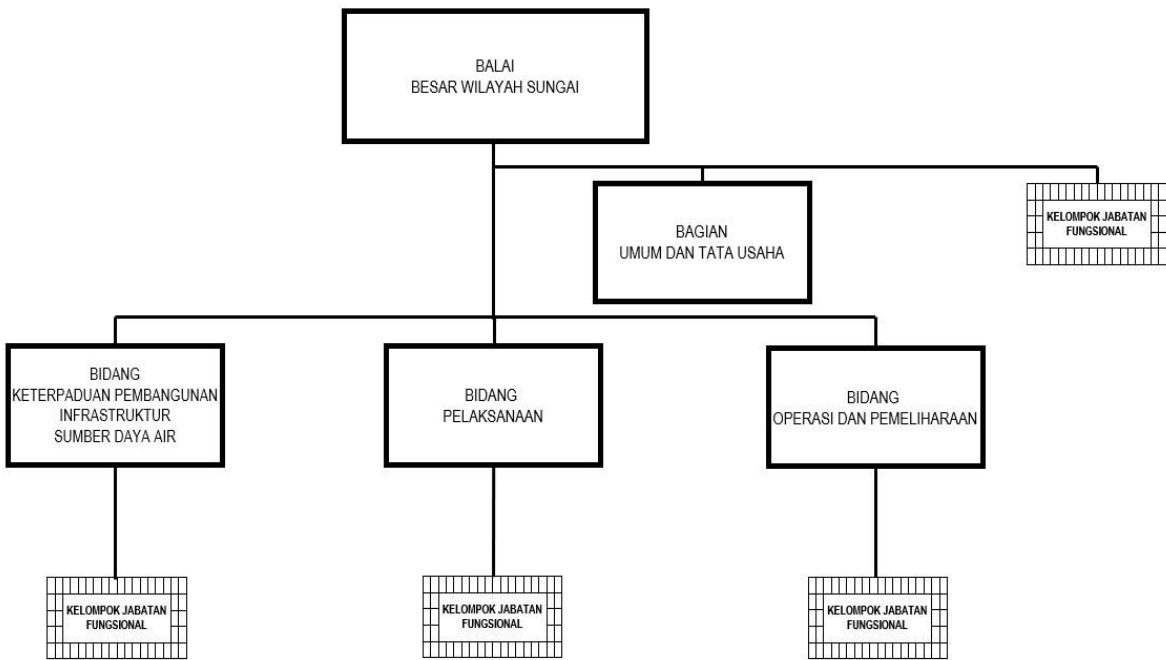 BALAI
BESAR WILAYAH SUNGAI
BAGIAN
UMUM DAN TATA USAHA
KELOMPOK JABATAN
FUNGSIONAL
BIDANG
KETERPADUAN PEMBANGUNAN
INFRASTRUKTUR
SUMBER DAYA AIR
BIDANG
PELAKSANAAN
BIDANG
OPERASI DAN PEMELIHARAAN
KELOMPOK JABATAN
FUNGSIONAL
KELOMPOK JABATAN
FUNGSIONAL
KELOMPOK JABATAN
FUNGSIONAL